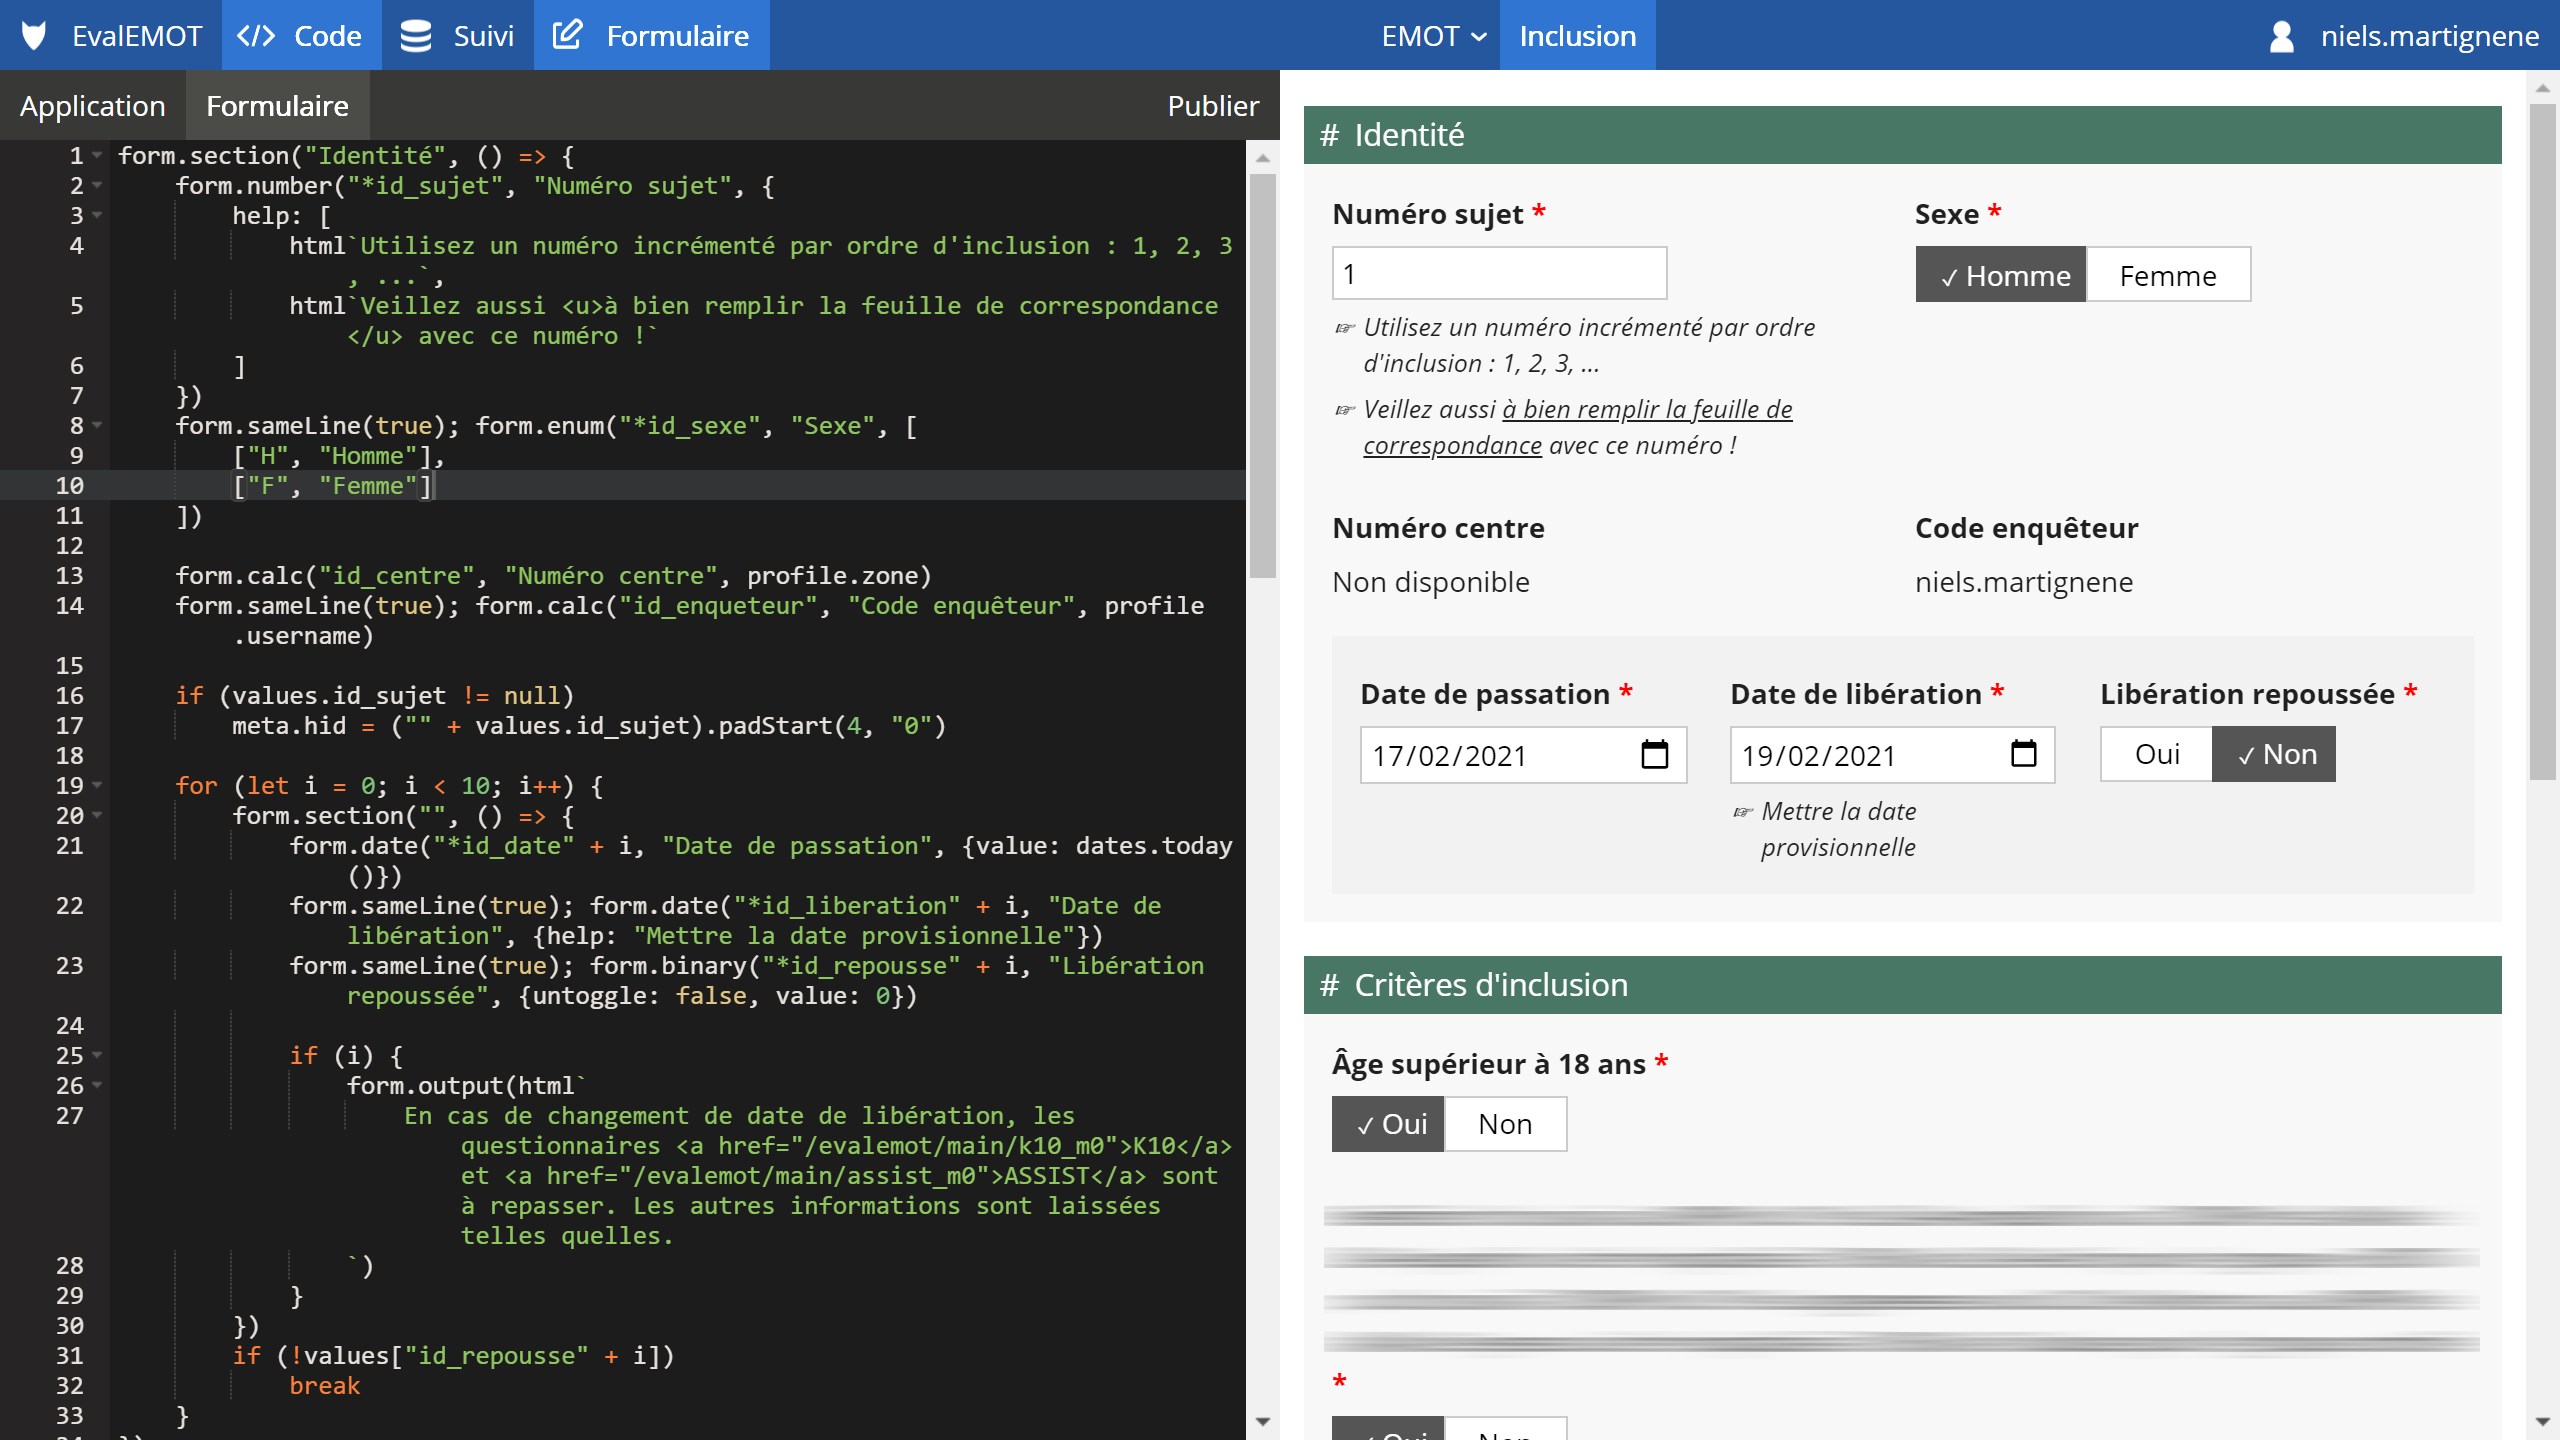 EvalEMOT </> Code Suivi Formulaire EMOT Inclusion niels.martignene
Application Formulaire Publier
1 form.section("Identité", () => {
2 form.number("*id_sujet", "Numéro sujet", {
3 help: [
4 html`Utilisez un numéro incrémenté par ordre d'inclusion : 1, 2, 3
, ...`,
5 html`Veillez aussi <u>à bien remplir la feuille de correspondance
</u> avec ce numéro !`
6 ]
7 })
8 form.sameLine(true); form.enum("*id_sexe", "Sexe", [
9 ["H", "Homme"],
10 ["F", "Femme"]
11 ])
12
13 form.calc("id_centre", "Numéro centre", profile.zone)
14 form.sameLine(true); form.calc("id_enqueteur", "Code enquêteur", profile
.username)
15
16 if (values.id_sujet != null)
17 meta.hid = ("" + values.id_sujet).padStart(4, "0")
18
19 for (let i = 0; i < 10; i++) {
20 form.section("", () => {
21 form.date("*id_date" + i, "Date de passation", {value: dates.today
()})
22 form.sameLine(true); form.date("*id_liberation" + i, "Date de
libération", {help: "Mettre la date provisionnelle"})
23 form.sameLine(true); form.binary("*id_repousse" + i, "Libération
repoussée", {untoggle: false, value: 0})
24
25 if (i) {
26 form.output(html`
27 En cas de changement de date de libération, les
questionnaires <a href="/evalemot/main/k10_m0">K10</a>
et <a href="/evalemot/main/assist_m0">ASSIST</a> sont
à repasser. Les autres informations sont laissées
telles quelles.
28 `)
29 }
30 })
31 if (!values["id_repousse" + i])
32 break
33 }
# Identité
Numéro sujet * Sexe *
1 ✓ Homme Femme
☞ Utilisez un numéro incrémenté par ordre
d'inclusion : 1, 2, 3, ...
☞ Veillez aussi à bien remplir la feuille de
correspondance avec ce numéro !
Numéro centre Code enquêteur
Non disponible niels.martignene
Date de passation * Date de libération * Libération repoussée *
17/02/2021 19/02/2021 Oui ✓ Non
☞ Mettre la date
provisionnelle
# Critères d'inclusion
Âge supérieur à 18 ans *
✓ Oui Non
*
✓ Oui Non